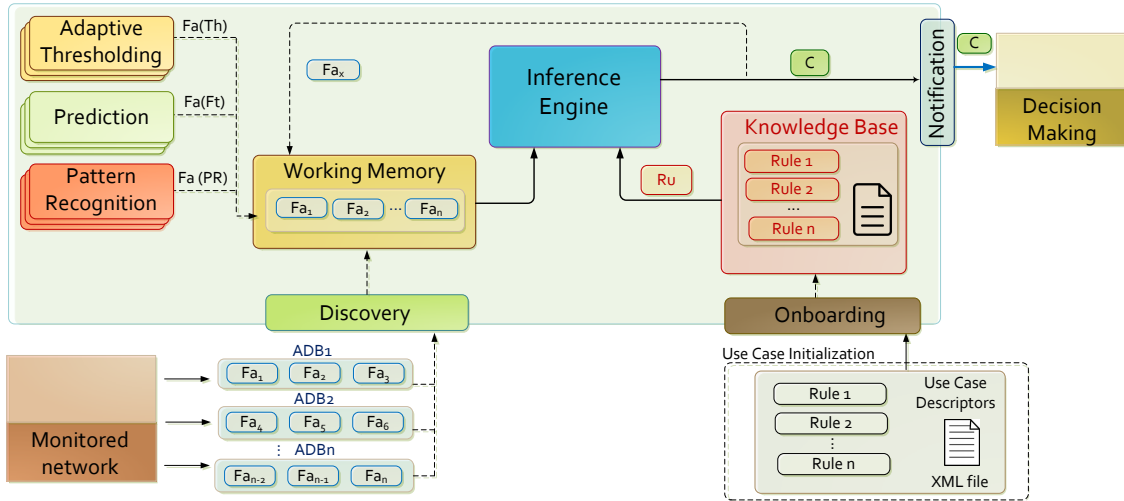 Adaptive
Thresholding
Fa(Th)
Prediction
Fa(Ft)
Pattern
Recognition
Fa (PR)
Faₓ
Working Memory
Fa₁
Fa₂
...
Faₙ
Inference
Engine
C
Ru
Knowledge Base
Rule 1
Rule 2
...
Rule n
Notification
C
Decision
Making
Discovery
Onboarding
Monitored
network
ADB1
Fa₁
Fa₂
Fa₃
ADB2
Fa₄
Fa₅
Fa₆
⋮ ADBn
Faₙ₋₂
Faₙ₋₁
Faₙ
Use Case Initialization
Rule 1
Rule 2
⋮
Rule n
Use Case
Descriptors
XML file